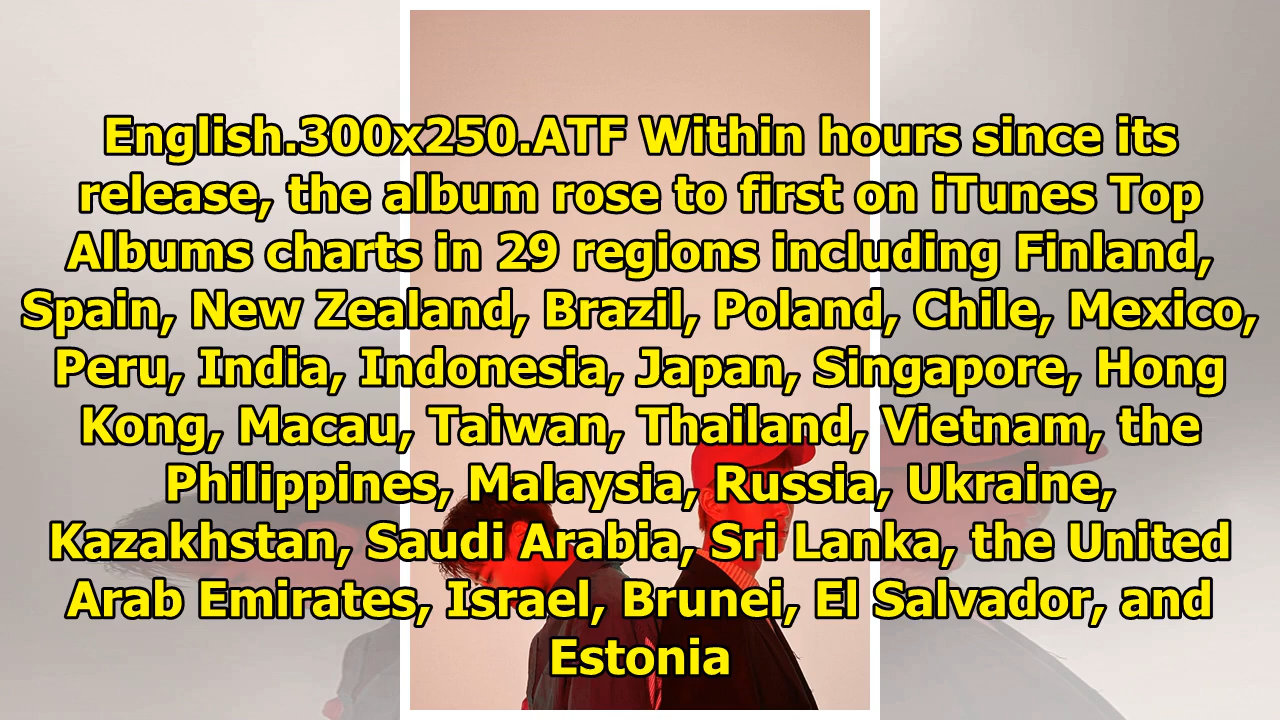 English.300x250.ATF Within hours since its
release, the album rose to first on iTunes Top
Albums charts in 29 regions including Finland,
Spain, New Zealand, Brazil, Poland, Chile, Mexico,
Peru, India, Indonesia, Japan, Singapore, Hong
Kong, Macau, Taiwan, Thailand, Vietnam, the
Philippines, Malaysia, Russia, Ukraine,
Kazakhstan, Saudi Arabia, Sri Lanka, the United
Arab Emirates, Israel, Brunei, El Salvador, and
Estonia